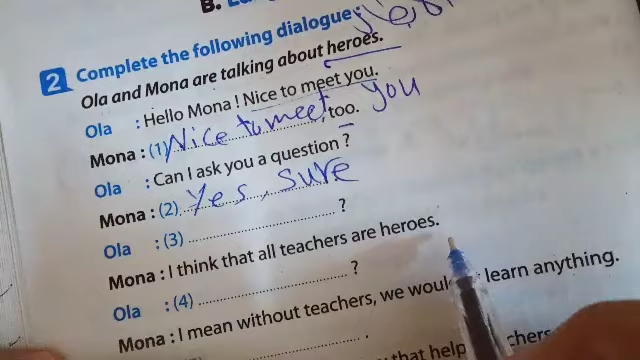 B.
2 Complete the following dialogue:
Ola and Mona are talking about heroes.
Ola : Hello Mona ! Nice to meet you.
Mona : (1) Nice to meet, too. you
Ola : Can I ask you a question ?
Mona : (2) Yes, sure
Ola : (3) ............ ?
Mona : I think that all teachers are heroes.
Ola : (4) ............ ?
Mona : I mean without teachers, we would learn anything.
that help